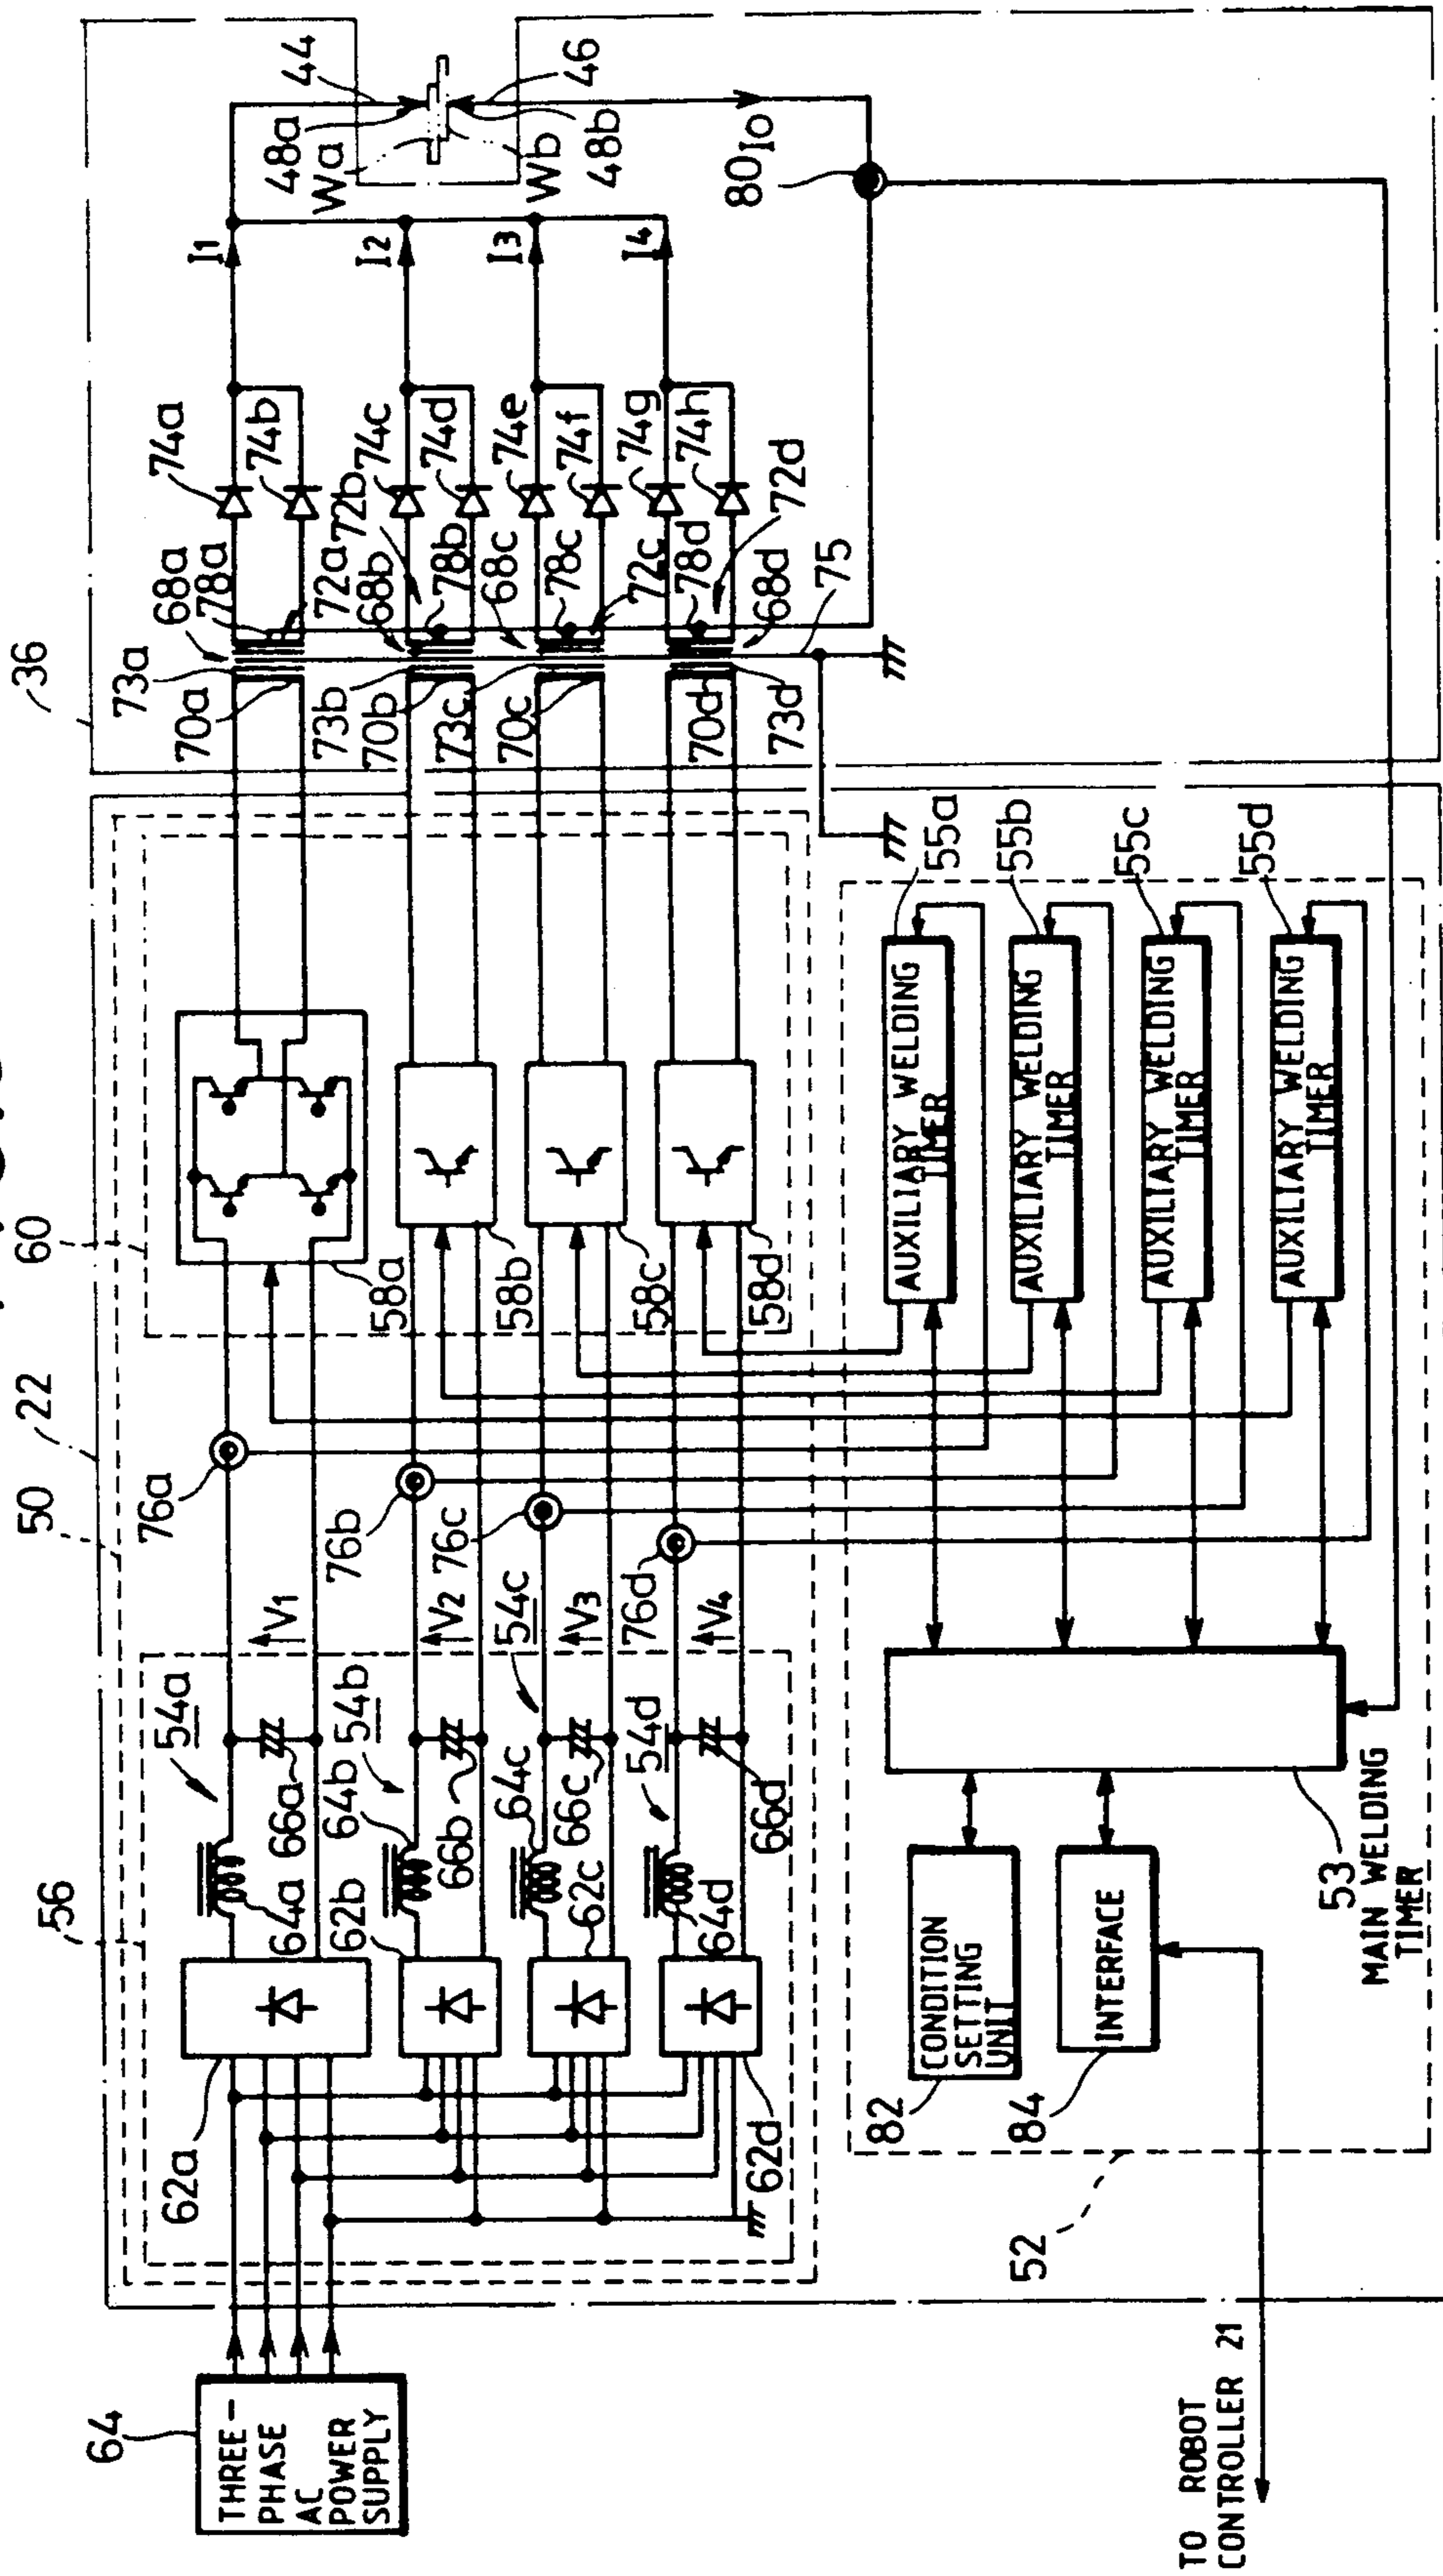 36
44
48a
Wa
Wb
48b
46
I1
I2
I3
I4
80
Io
74a
74b
74c
74d
74e
74f
74g
74h
68a
78a
72a
72b
68b
78b
68c
78c
72c
78d
72d
68d
75
73a
70a
73b
70b
73c
70c
70d
73d
60
22
50
56
58a
58b
58c
58d
76a
76b
76c
76d
V1
V2
V3
V4
54a
54b
54c
54d
66a
66b
66c
66d
64a
64b
64c
64d
62a
62b
62c
62d
64
THREE-
PHASE
AC
POWER
SUPPLY
55a
AUXILIARY WELDING
TIMER
55b
AUXILIARY WELDING
TIMER
55c
AUXILIARY WELDING
TIMER
55d
AUXILIARY WELDING
TIMER
53
MAIN WELDING
TIMER
82
CONDITION
SETTING
UNIT
84
INTERFACE
52
TO ROBOT
CONTROLLER 21